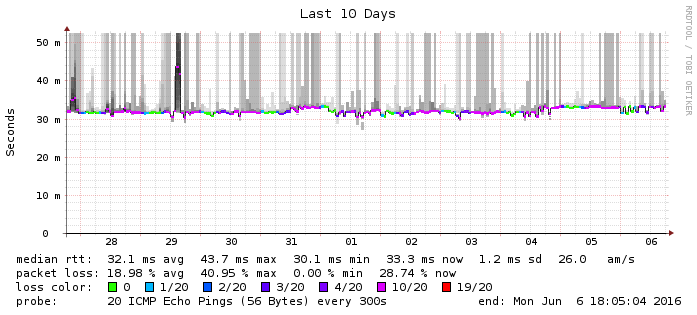 Last 10 Days
RRDTOOL / TOBI OETIKER
Seconds
50 m
40 m
30 m
20 m
10 m
0
28 29 30 31 01 02 03 04 05 06
median rtt: 32.1 ms avg 43.7 ms max 30.1 ms min 33.3 ms now 1.2 ms sd 26.0 am/s
packet loss: 18.98 % avg 40.95 % max 0.00 % min 28.74 % now
loss color: 0 1/20 2/20 3/20 4/20 10/20 19/20
probe: 20 ICMP Echo Pings (56 Bytes) every 300s end: Mon Jun 6 18:05:04 2016